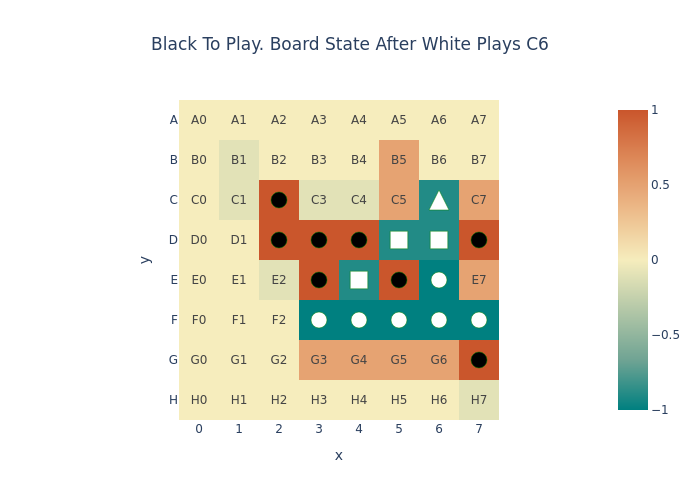 Black To Play. Board State After White Plays C6
A A0 A1 A2 A3 A4 A5 A6 A7
B B0 B1 B2 B3 B4 B5 B6 B7
C C0 C1 C3 C4 C5 C7
D D0 D1
E E0 E1 E2 E7
F F0 F1 F2
G G0 G1 G2 G3 G4 G5 G6
H H0 H1 H2 H3 H4 H5 H6 H7
0 1 2 3 4 5 6 7
x
y
1
0.5
0
−0.5
−1